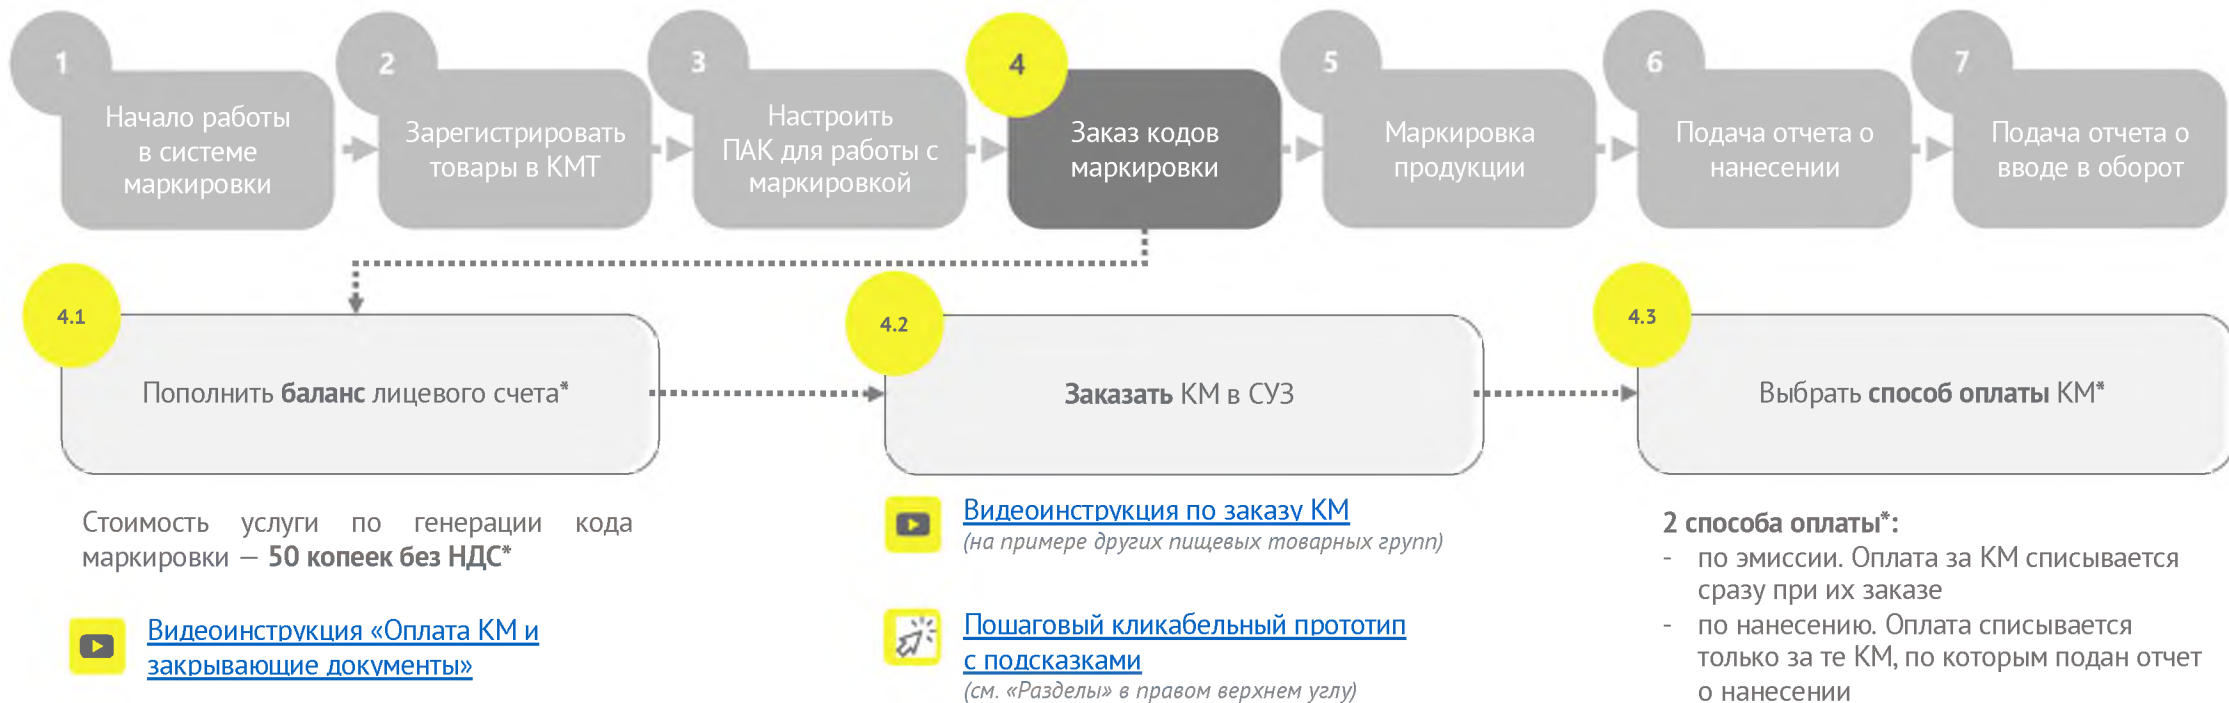 1
Начало работы
в системе
маркировки
2
Зарегистрировать
товары в КМТ
3
Настроить
ПАК для работы с
маркировкой
4
Заказ кодов
маркировки
5
Маркировка
продукции
6
Подача отчета о
нанесении
7
Подача отчета о
вводе в оборот
4.1
Пополнить баланс лицевого счета*
4.2
Заказать КМ в СУЗ
4.3
Выбрать способ оплаты КМ*
Стоимость услуги по генерации кода
маркировки — 50 копеек без НДС*
Видеоинструкция «Оплата КМ и
закрывающие документы»
Видеоинструкция по заказу КМ
(на примере других пищевых товарных групп)
Пошаговый кликабельный прототип
с подсказками
(см. «Разделы» в правом верхнем углу)
2 способа оплаты*:
- по эмиссии. Оплата за КМ списывается
сразу при их заказе
- по нанесению. Оплата списывается
только за те КМ, по которым подан отчет
о нанесении